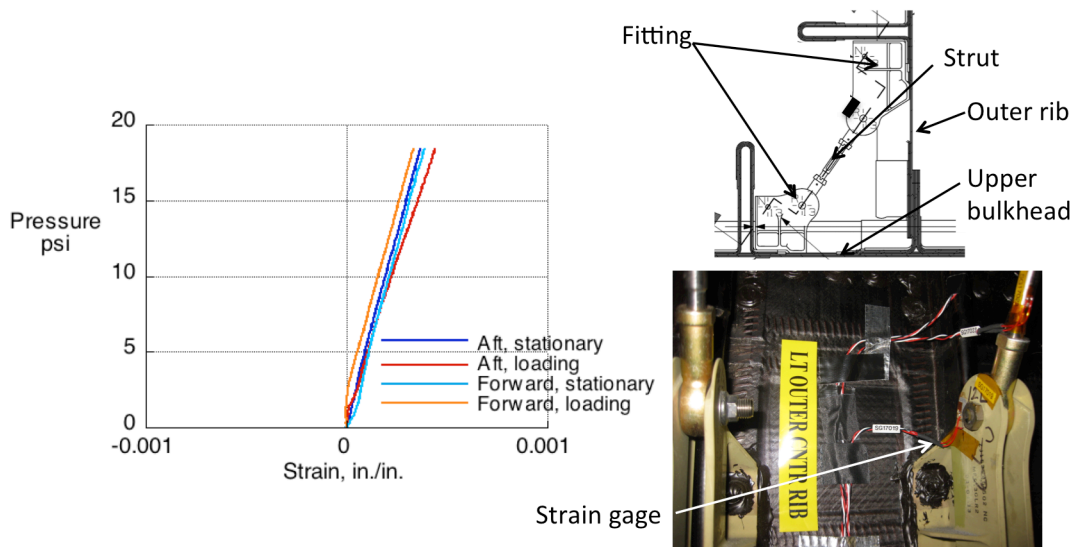 20
15
Pressure
psi
10
5
0
-0.001
0
0.001
Strain, in./in.
Aft, stationary
Aft, loading
Forward, stationary
Forward, loading
Fitting
Strut
Outer rib
Upper
bulkhead
LT OUTER CNTR RIB
SG17019
Strain gage